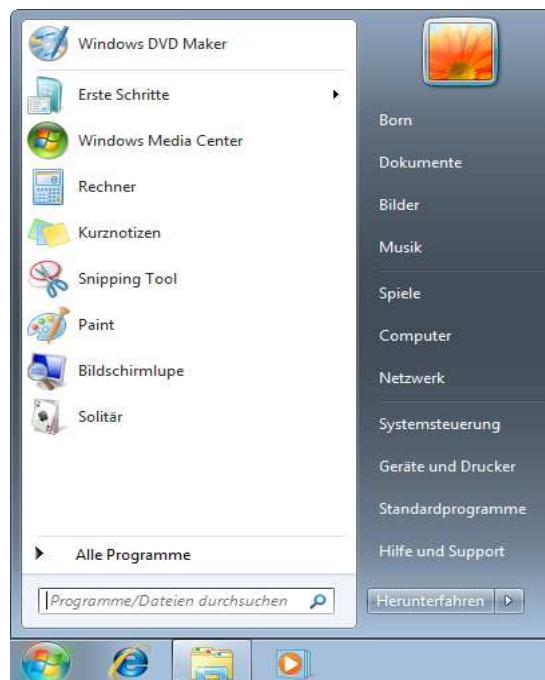 Windows DVD Maker
Erste Schritte
Windows Media Center
Rechner
Kurznotizen
Snipping Tool
Paint
Bildschirmlupe
Solitär
Alle Programme
Programme/Dateien durchsuchen
Born
Dokumente
Bilder
Musik
Spiele
Computer
Netzwerk
Systemsteuerung
Geräte und Drucker
Standardprogramme
Hilfe und Support
Herunterfahren